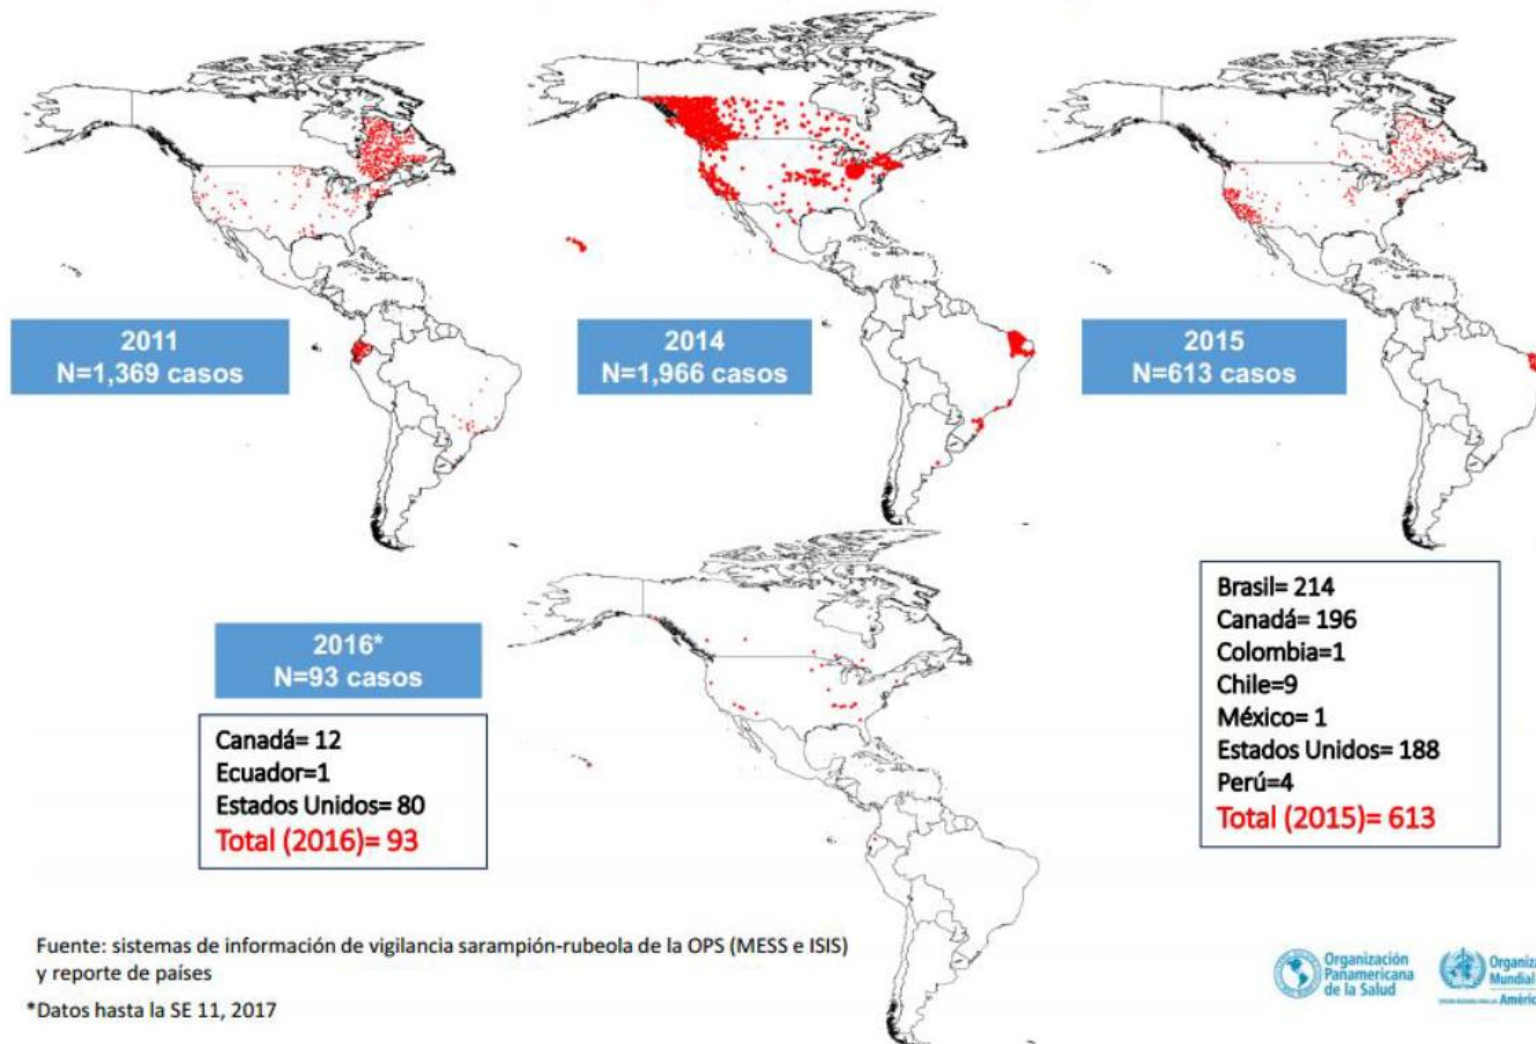 2011
N=1,369 casos
2014
N=1,966 casos
2015
N=613 casos
2016*
N=93 casos
Canadá= 12
Ecuador=1
Estados Unidos= 80
Total (2016)= 93
Brasil= 214
Canadá= 196
Colombia=1
Chile=9
México= 1
Estados Unidos= 188
Perú=4
Total (2015)= 613
Fuente: sistemas de información de vigilancia sarampión-rubeola de la OPS (MESS e ISIS)
y reporte de países
*Datos hasta la SE 11, 2017
Organización
Panamericana
de la Salud
Organiza
Mundial
Améric